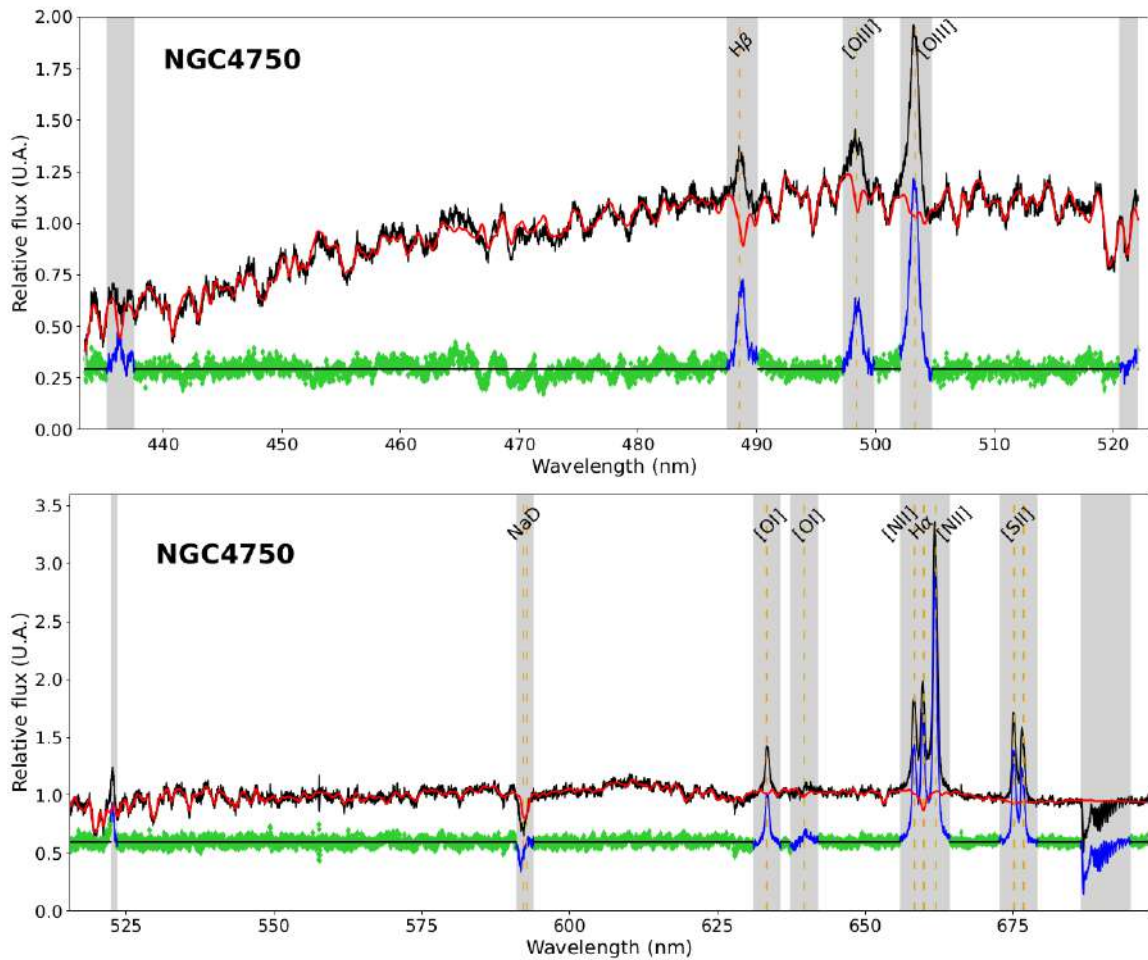 2.00
1.75
1.50
1.25
1.00
0.75
0.50
0.25
0.00
Relative flux (U.A.)
NGC4750
Hβ
[OIII]
[OIII]
440
450
460
470
480
490
500
510
520
Wavelength (nm)
3.5
3.0
2.5
2.0
1.5
1.0
0.5
0.0
Relative flux (U.A.)
NGC4750
NaD
[OI]
[OI]
[NII]
Hα
[NII]
[SII]
525
550
575
600
625
650
675
Wavelength (nm)